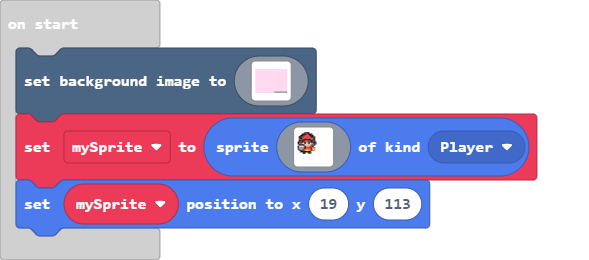 on start
set background image to
set mySprite to sprite of kind Player
set mySprite position to x 19 y 113